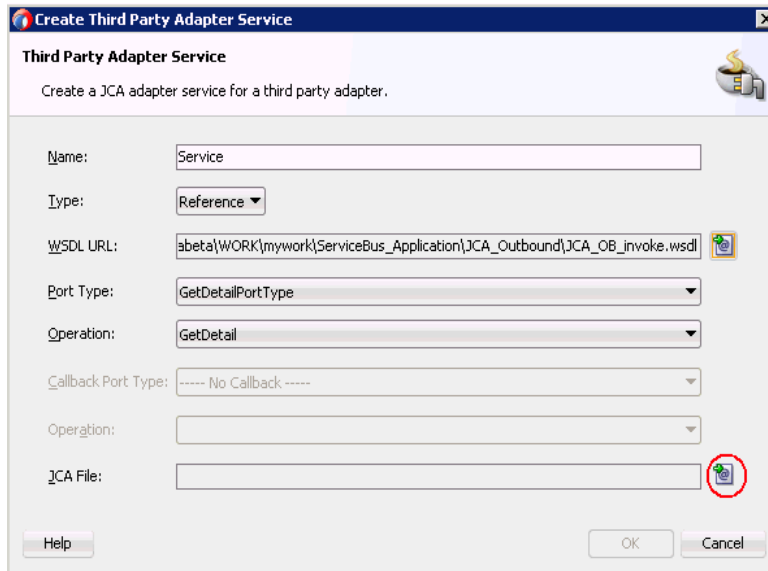 Create Third Party Adapter Service
Third Party Adapter Service
Create a JCA adapter service for a third party adapter.
Name: Service
Type: Reference
WSDL URL: abeta\WORK\mywork\ServiceBus_Application\JCA_Outbound\JCA_OB_invoke.wsdl
Port Type: GetDetailPortType
Operation: GetDetail
Callback Port Type: ----- No Callback -----
Operation:
JCA File:
Help OK Cancel